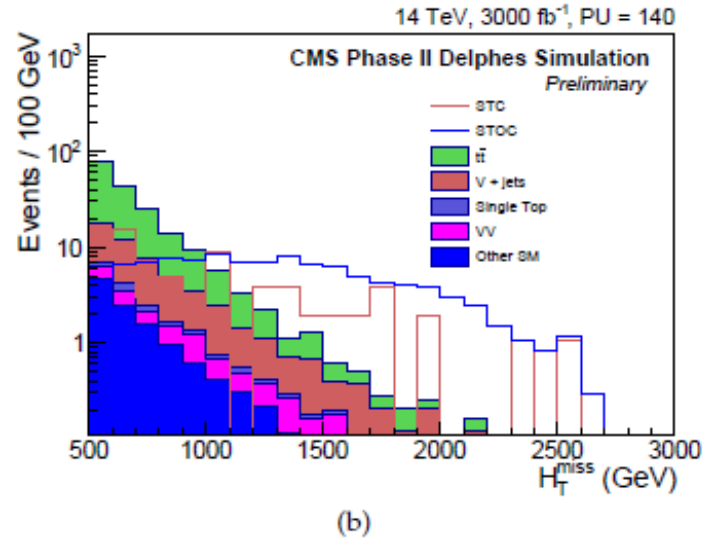 14 TeV, 3000 fb⁻¹, PU = 140
CMS Phase II Delphes Simulation
Preliminary
STC
STOC
tt̄
V + jets
Single Top
VV
Other SM
Events / 100 GeV
10³
10²
10
1
500 1000 1500 2000 2500 3000
H_T^miss (GeV)
(b)